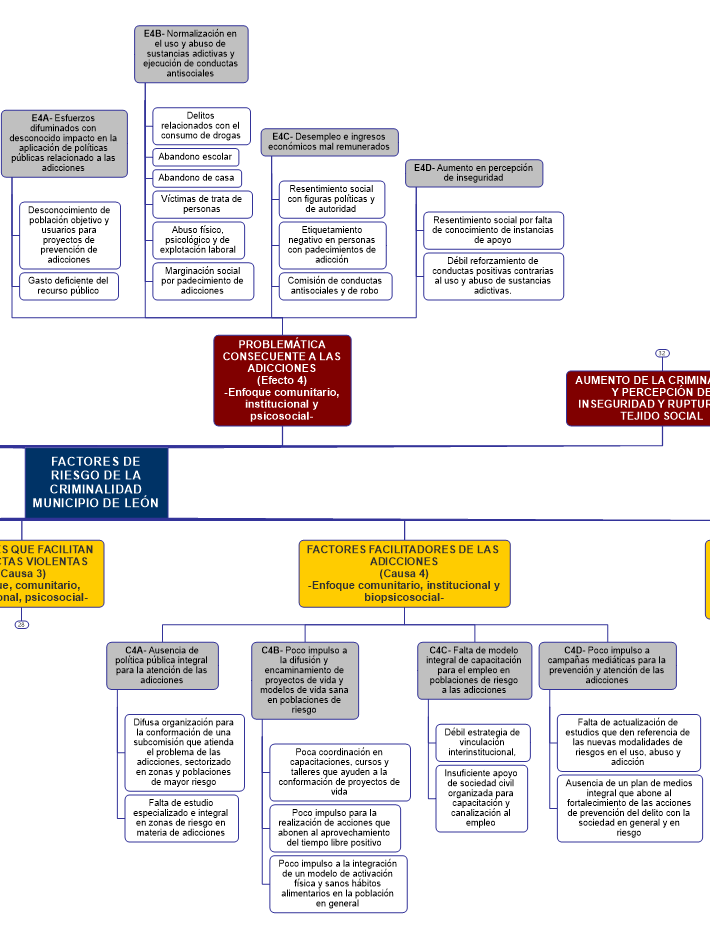 E4B- Normalización en
el uso y abuso de
sustancias adictivas y
ejecución de conductas
antisociales
E4A- Esfuerzos
difuminados con
desconocido impacto en la
aplicación de políticas
públicas relacionado a las
adicciones
Desconocimiento de
población objetivo y
usuarios para
proyectos de
prevención de
adicciones
Gasto deficiente del
recurso público
Delitos
relacionados con el
consumo de drogas
Abandono escolar
Abandono de casa
Víctimas de trata de
personas
Abuso físico,
psicológico y de
explotación laboral
Marginación social
por padecimiento de
adicciones
E4C- Desempleo e ingresos
económicos mal remunerados
Resentimiento social
con figuras políticas y
de autoridad
Etiquetamiento
negativo en personas
con padecimientos de
adicción
Comisión de conductas
antisociales y de robo
E4D- Aumento en percepción
de inseguridad
Resentimiento social por falta
de conocimiento de instancias
de apoyo
Débil reforzamiento de
conductas positivas contrarias
al uso y abuso de sustancias
adictivas.
PROBLEMÁTICA
CONSECUENTE A LAS
ADICCIONES
(Efecto 4)
-Enfoque comunitario,
institucional y
psicosocial-
32
AUMENTO DE LA CRIMINA
Y PERCEPCIÓN DE
INSEGURIDAD Y RUPTUR
TEJIDO SOCIAL
FACTORES DE
RIESGO DE LA
CRIMINALIDAD
MUNICIPIO DE LEÓN
ES QUE FACILITAN
CTAS VIOLENTAS
Causa 3)
ue, comunitario,
onal, psicosocial-
28
FACTORES FACILITADORES DE LAS
ADICCIONES
(Causa 4)
-Enfoque comunitario, institucional y
biopsicosocial-
C4A- Ausencia de
política pública integral
para la atención de las
adicciones
Difusa organización para
la conformación de una
subcomisión que atienda
el problema de las
adicciones, sectorizado
en zonas y poblaciones
de mayor riesgo
Falta de estudio
especializado e integral
en zonas de riesgo en
materia de adicciones
C4B- Poco impulso a
la difusión y
encaminamiento de
proyectos de vida y
modelos de vida sana
en poblaciones de
riesgo
Poca coordinación en
capacitaciones, cursos y
talleres que ayuden a la
conformación de proyectos de
vida
Poco impulso para la
realización de acciones que
abonen al aprovechamiento
del tiempo libre positivo
Poco impulso a la integración
de un modelo de activación
física y sanos hábitos
alimentarios en la población
en general
C4C- Falta de modelo
integral de capacitación
para el empleo en
poblaciones de riesgo
a las adicciones
Débil estrategia de
vinculación
interinstitucional,
Insuficiente apoyo
de sociedad civil
organizada para
capacitación y
canalización al
empleo
C4D- Poco impulso a
campañas mediáticas para la
prevención y atención de las
adicciones
Falta de actualización de
estudios que den referencia de
las nuevas modalidades de
riesgos en el uso, abuso y
adicción
Ausencia de un plan de medios
integral que abone al
fortalecimiento de las acciones
de prevención del delito con la
sociedad en general y en
riesgo